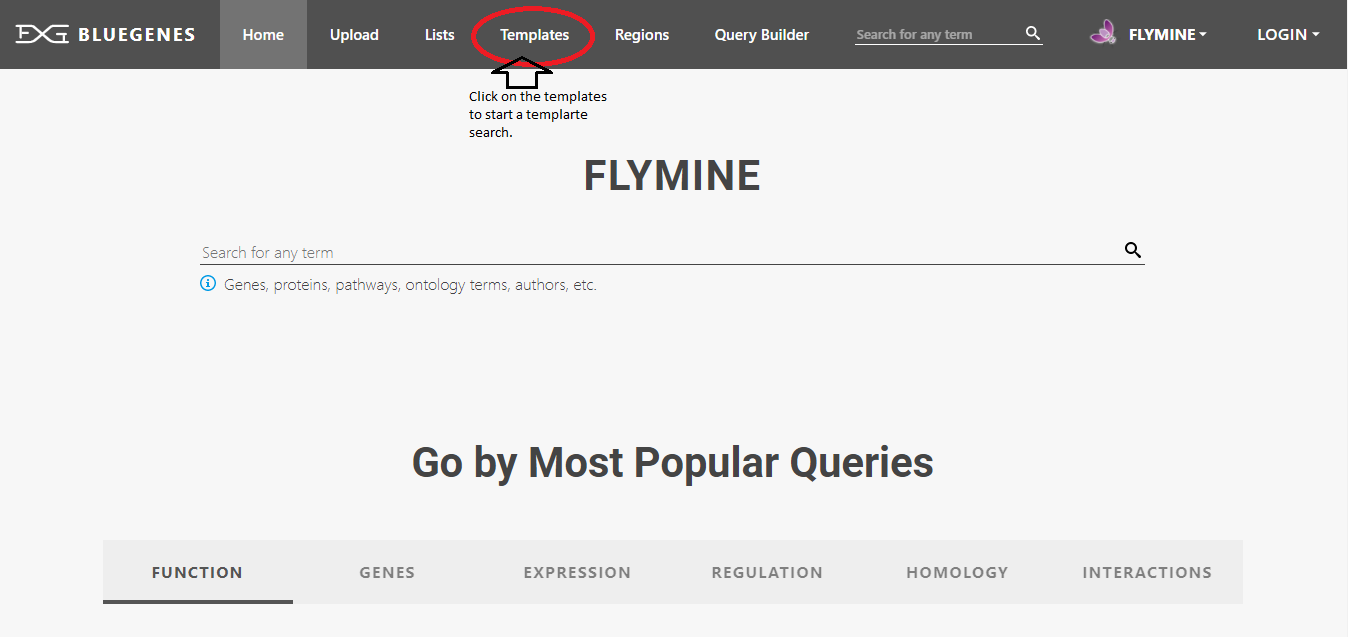 BLUEGENES Home Upload Lists Templates Regions Query Builder Search for any term FLYMINE LOGIN
Click on the templates
to start a templarte
search.
FLYMINE
Search for any term
Genes, proteins, pathways, ontology terms, authors, etc.
Go by Most Popular Queries
FUNCTION GENES EXPRESSION REGULATION HOMOLOGY INTERACTIONS